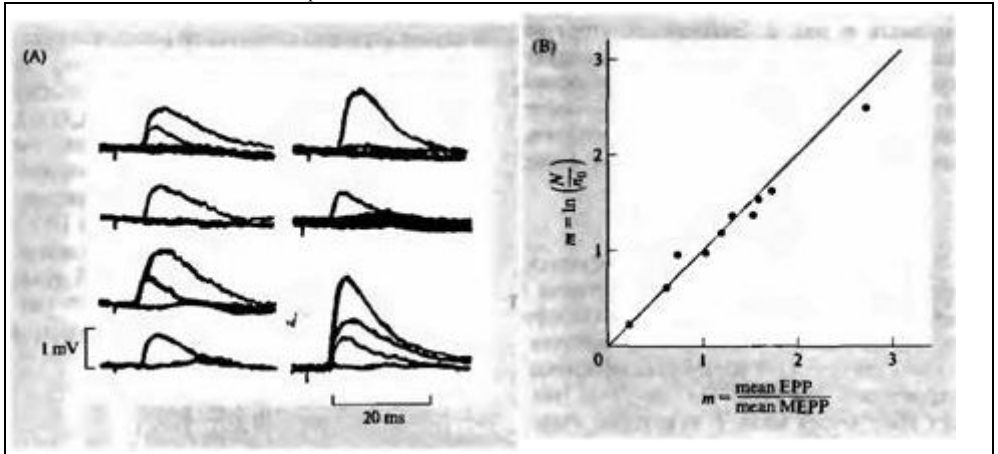 (A)
1 mV
20 ms
(B)
3
2
1
m = ln (N/n₀)
0
1
2
3
m = mean EPP / mean MEPP